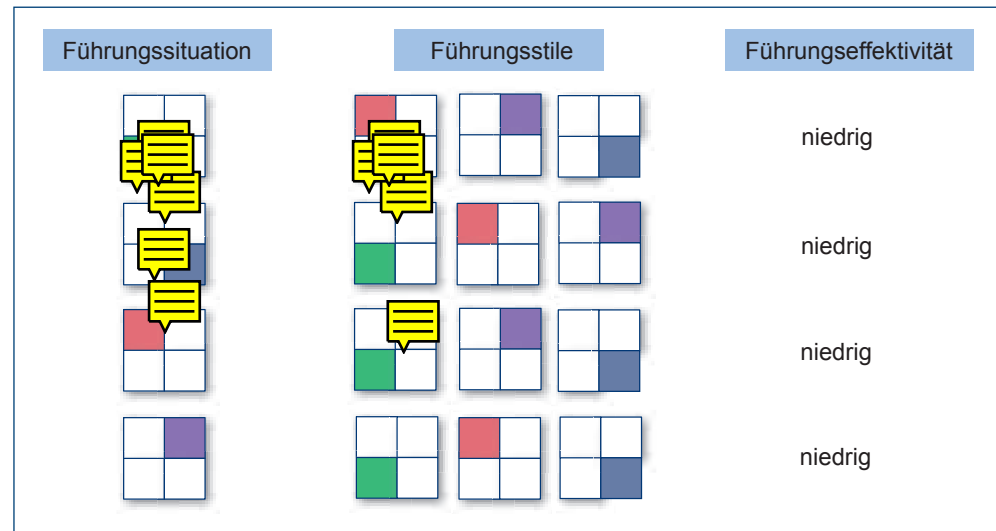 Führungssituation
Führungsstile
Führungseffektivität
niedrig
niedrig
niedrig
niedrig